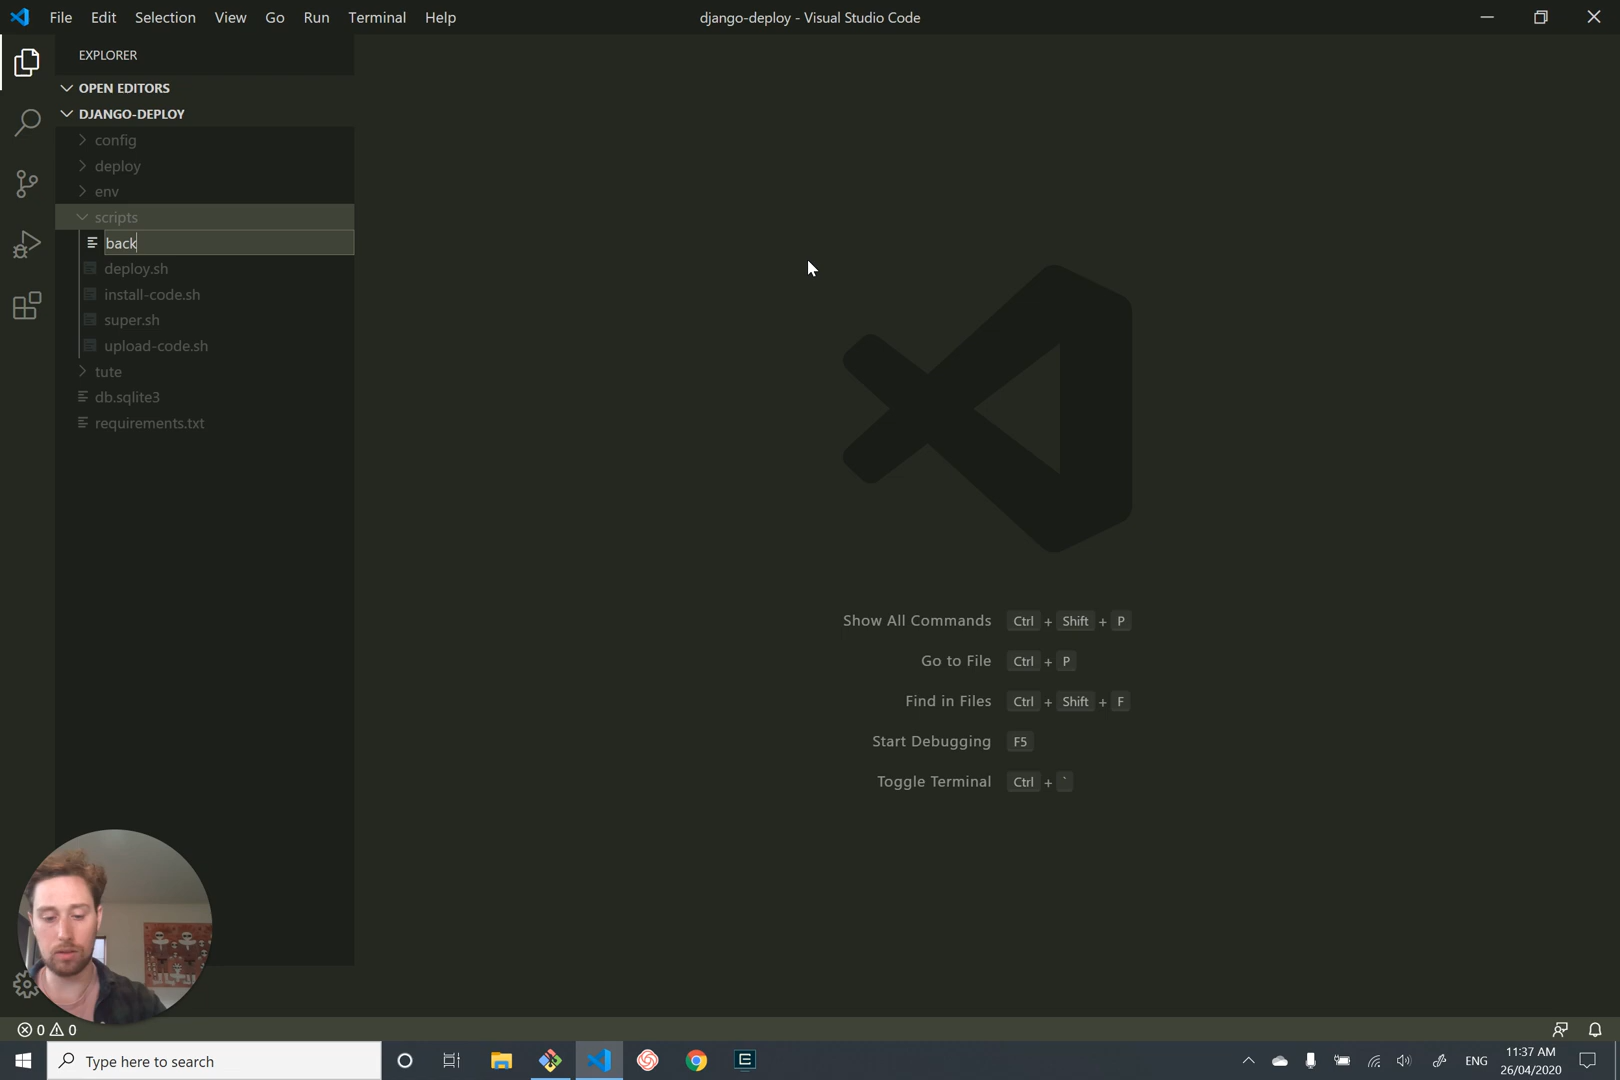 File Edit Selection View Go Run Terminal Help
django-deploy - Visual Studio Code
EXPLORER
OPEN EDITORS
DJANGO-DEPLOY
config
deploy
env
scripts
back
deploy.sh
install-code.sh
super.sh
upload-code.sh
tute
db.sqlite3
requirements.txt
Show All Commands Ctrl + Shift + P
Go to File Ctrl + P
Find in Files Ctrl + Shift + F
Start Debugging F5
Toggle Terminal Ctrl + `
0 0
Type here to search
ENG
11:37 AM
26/04/2020